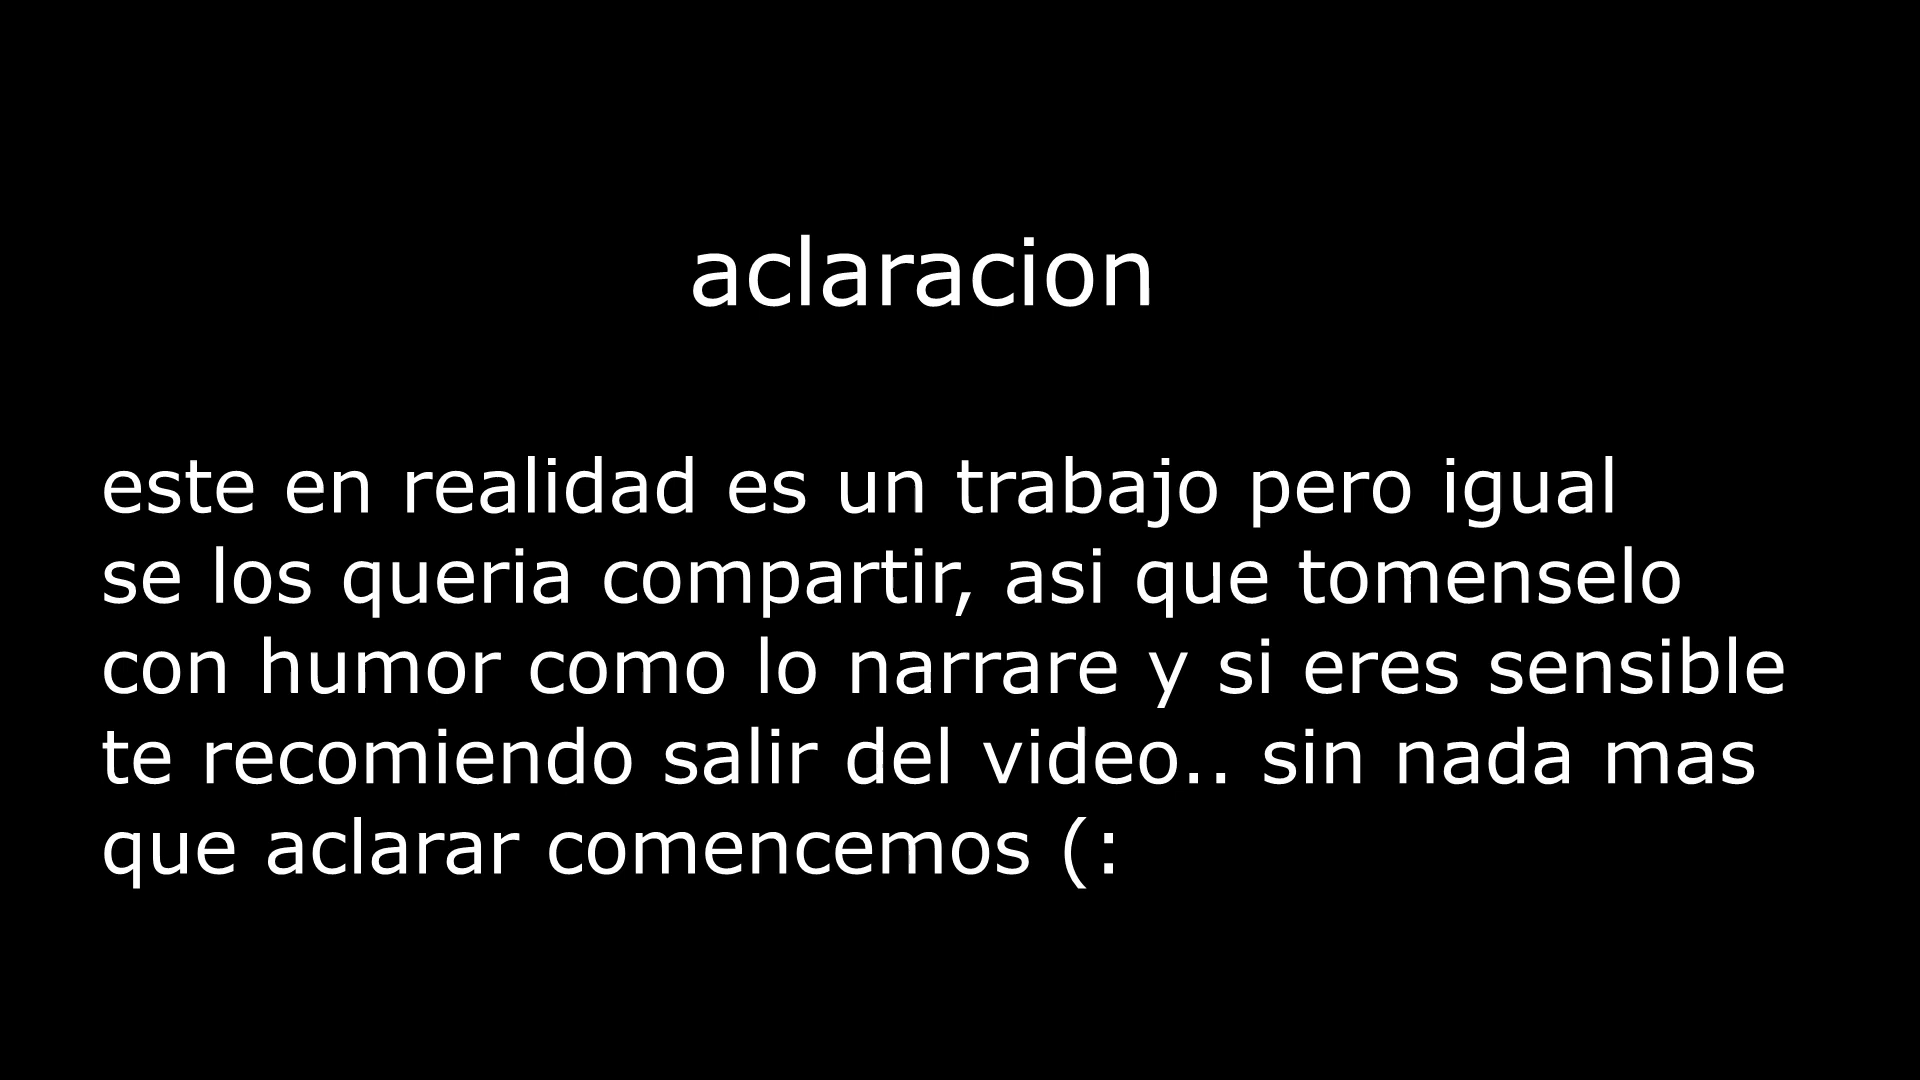 aclaracion
este en realidad es un trabajo pero igual
se los queria compartir, asi que tomenselo
con humor como lo narrare y si eres sensible
te recomiendo salir del video.. sin nada mas
que aclarar comencemos (: